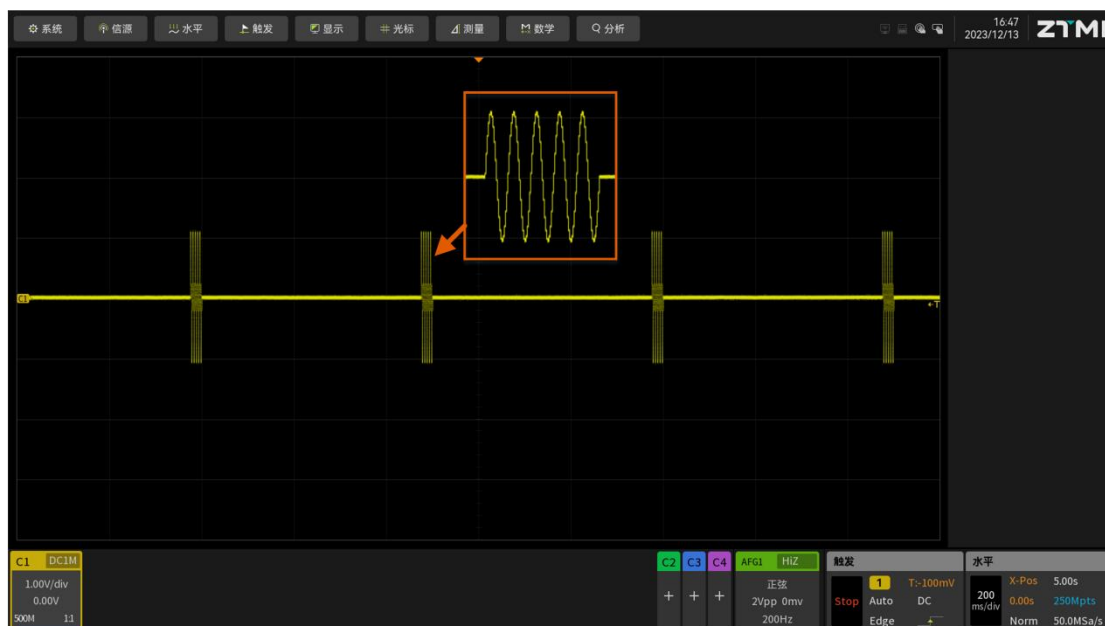 系统 信源 水平 触发 显示 光标 测量 数学 分析
16:47
2023/12/13
C1
T
C1 DC1M
1.00V/div
0.00V
500M 1:1
C2 C3 C4
+ + +
AFG1 HiZ
正弦
2Vpp 0mv
200Hz
触发
Stop
1 T:-100mV
Auto DC
Edge
水平
200
ms/div
X-Pos 5.00s
0.00s 250Mpts
Norm 50.0MSa/s